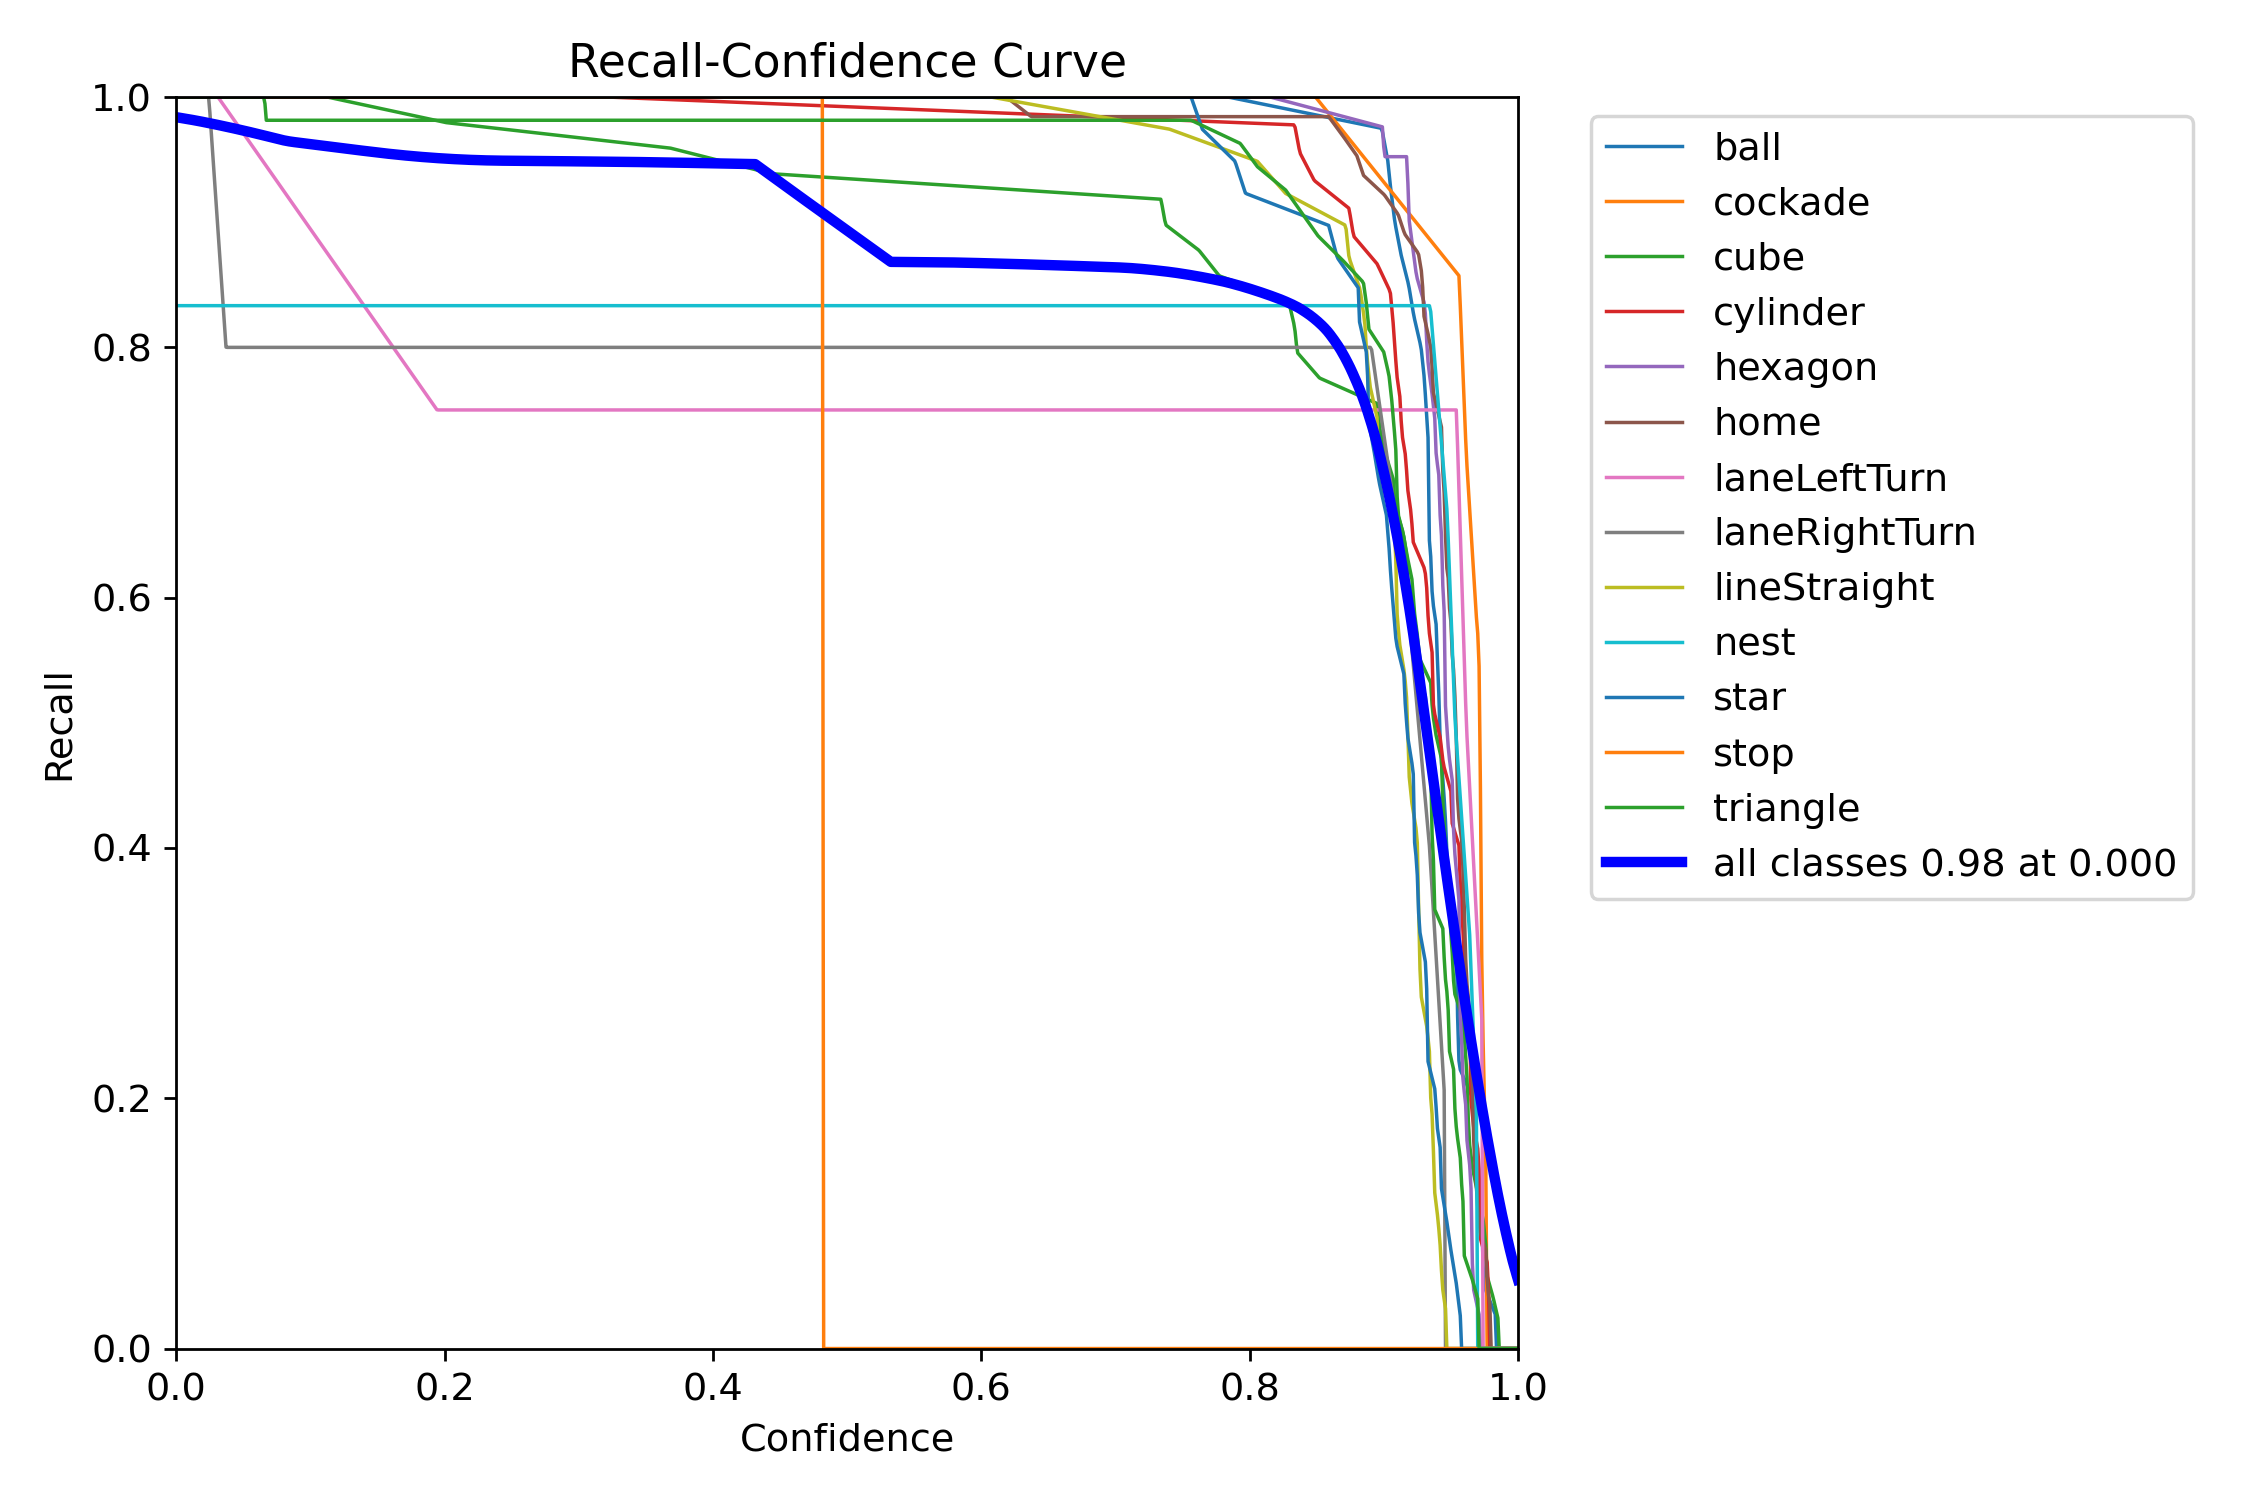 Recall-Confidence Curve
1.0
0.8
0.6
0.4
0.2
0.0
Recall
0.0 0.2 0.4 0.6 0.8 1.0
Confidence
ball
cockade
cube
cylinder
hexagon
home
laneLeftTurn
laneRightTurn
lineStraight
nest
star
stop
triangle
all classes 0.98 at 0.000